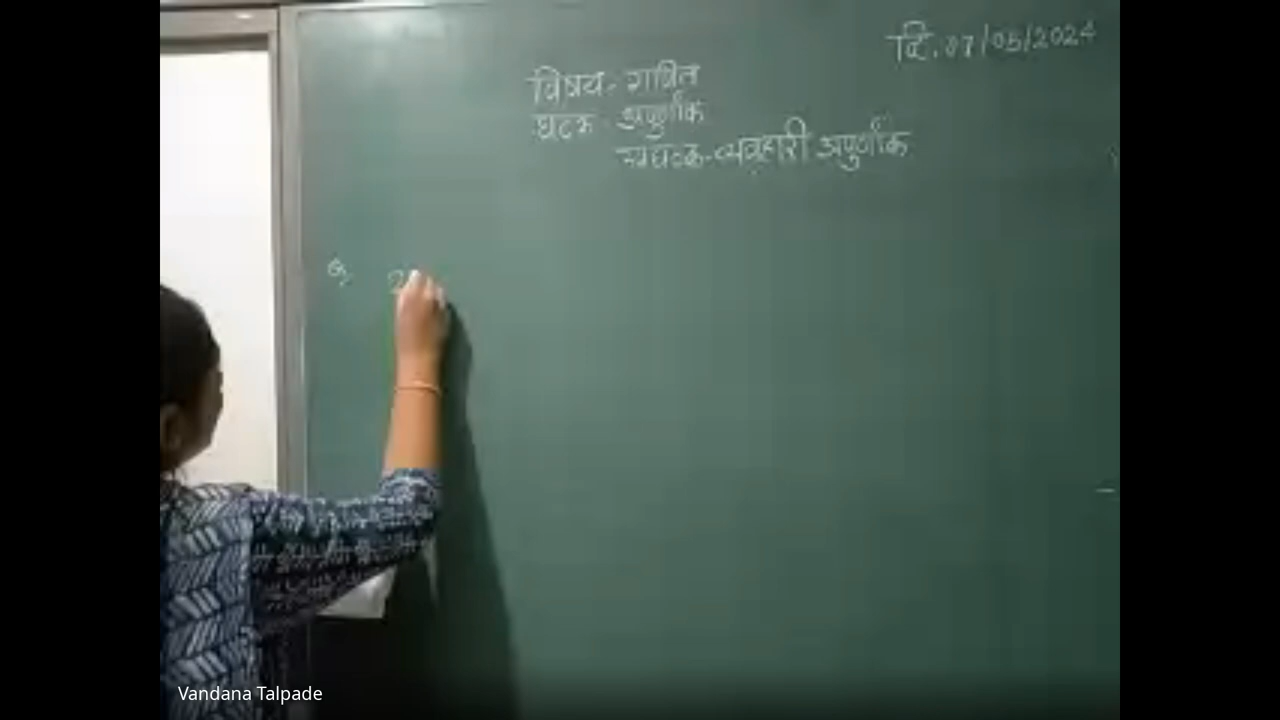 दि. 07/05/2024
विषय - गणित
घटक - अपुर्णांक
उपघटक - व्यवहारी अपुर्णांक
Q,
Vandana Talpade